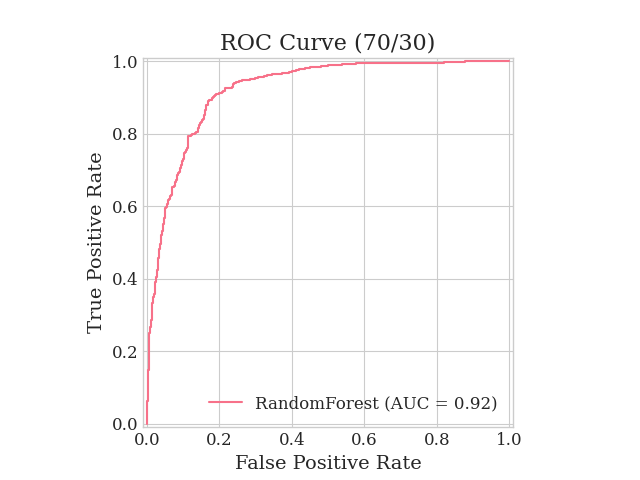 ROC Curve (70/30)
True Positive Rate
1.0
0.8
0.6
0.4
0.2
0.0
RandomForest (AUC = 0.92)
0.0 0.2 0.4 0.6 0.8 1.0
False Positive Rate